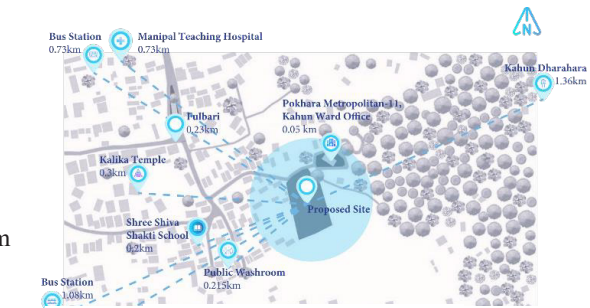 N
Bus Station
0.73km
Manipal Teaching Hospital
0.73km
Kahun Dharahara
1.36km
Pokhara Metropolitan-11,
Kahun Ward Office
0.05 km
Fulbari
0.23km
Kalika Temple
0.3km
Proposed Site
Shree Shiva
Shakti School
0.2km
m
Public Washroom
0.215km
Bus Station
1.08km